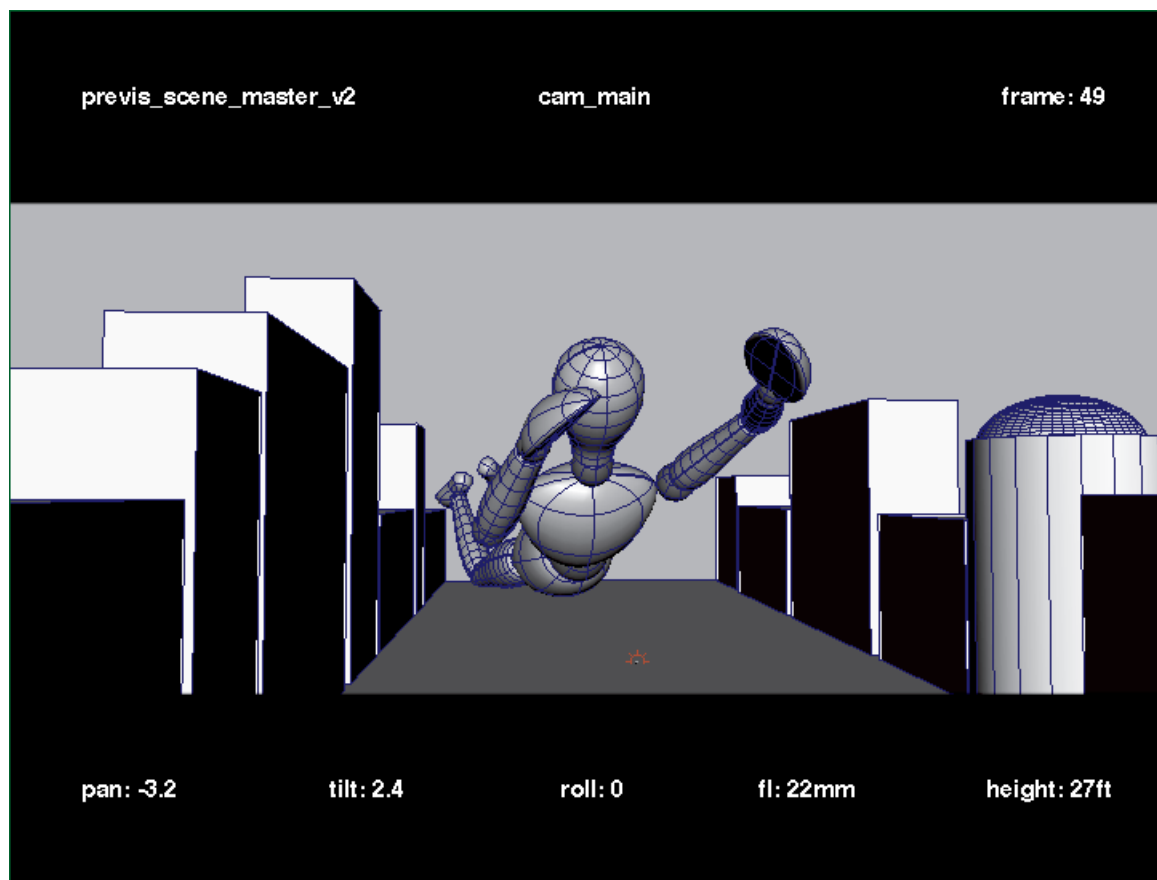 previs_scene_master_v2 cam_main frame: 49
pan: -3.2 tilt: 2.4 roll: 0 fl: 22mm height: 27ft